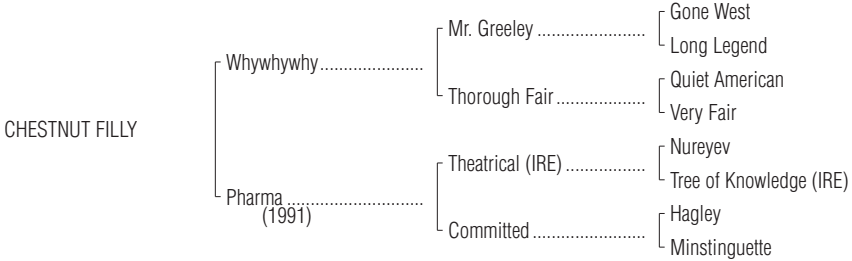 Gone West
Mr. Greeley .......................
Long Legend
Whywhywhy......................
Quiet American
Thorough Fair...................
Very Fair
CHESTNUT FILLY
Nureyev
Theatrical (IRE) .................
Tree of Knowledge (IRE)
Pharma .............................
(1991)
Hagley
Committed........................
Minstinguette